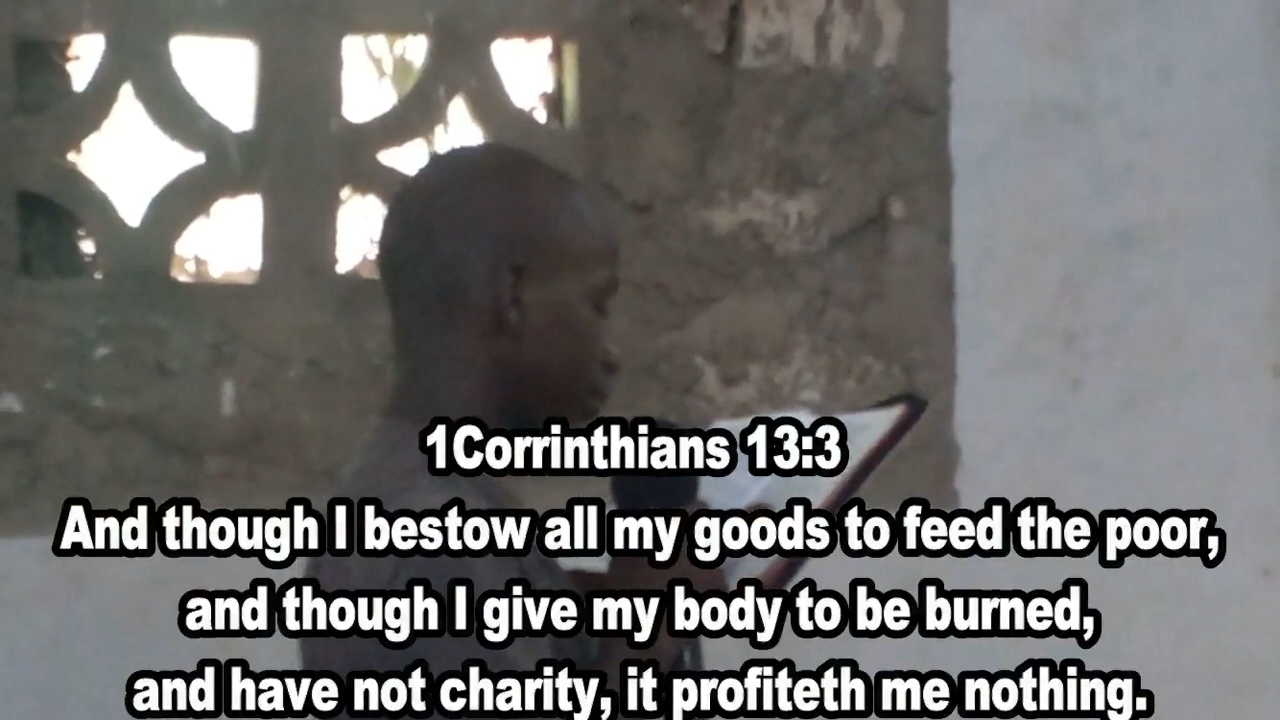 1Corrinthians 13:3
And though I bestow all my goods to feed the poor,
and though I give my body to be burned,
and have not charity, it profiteth me nothing.